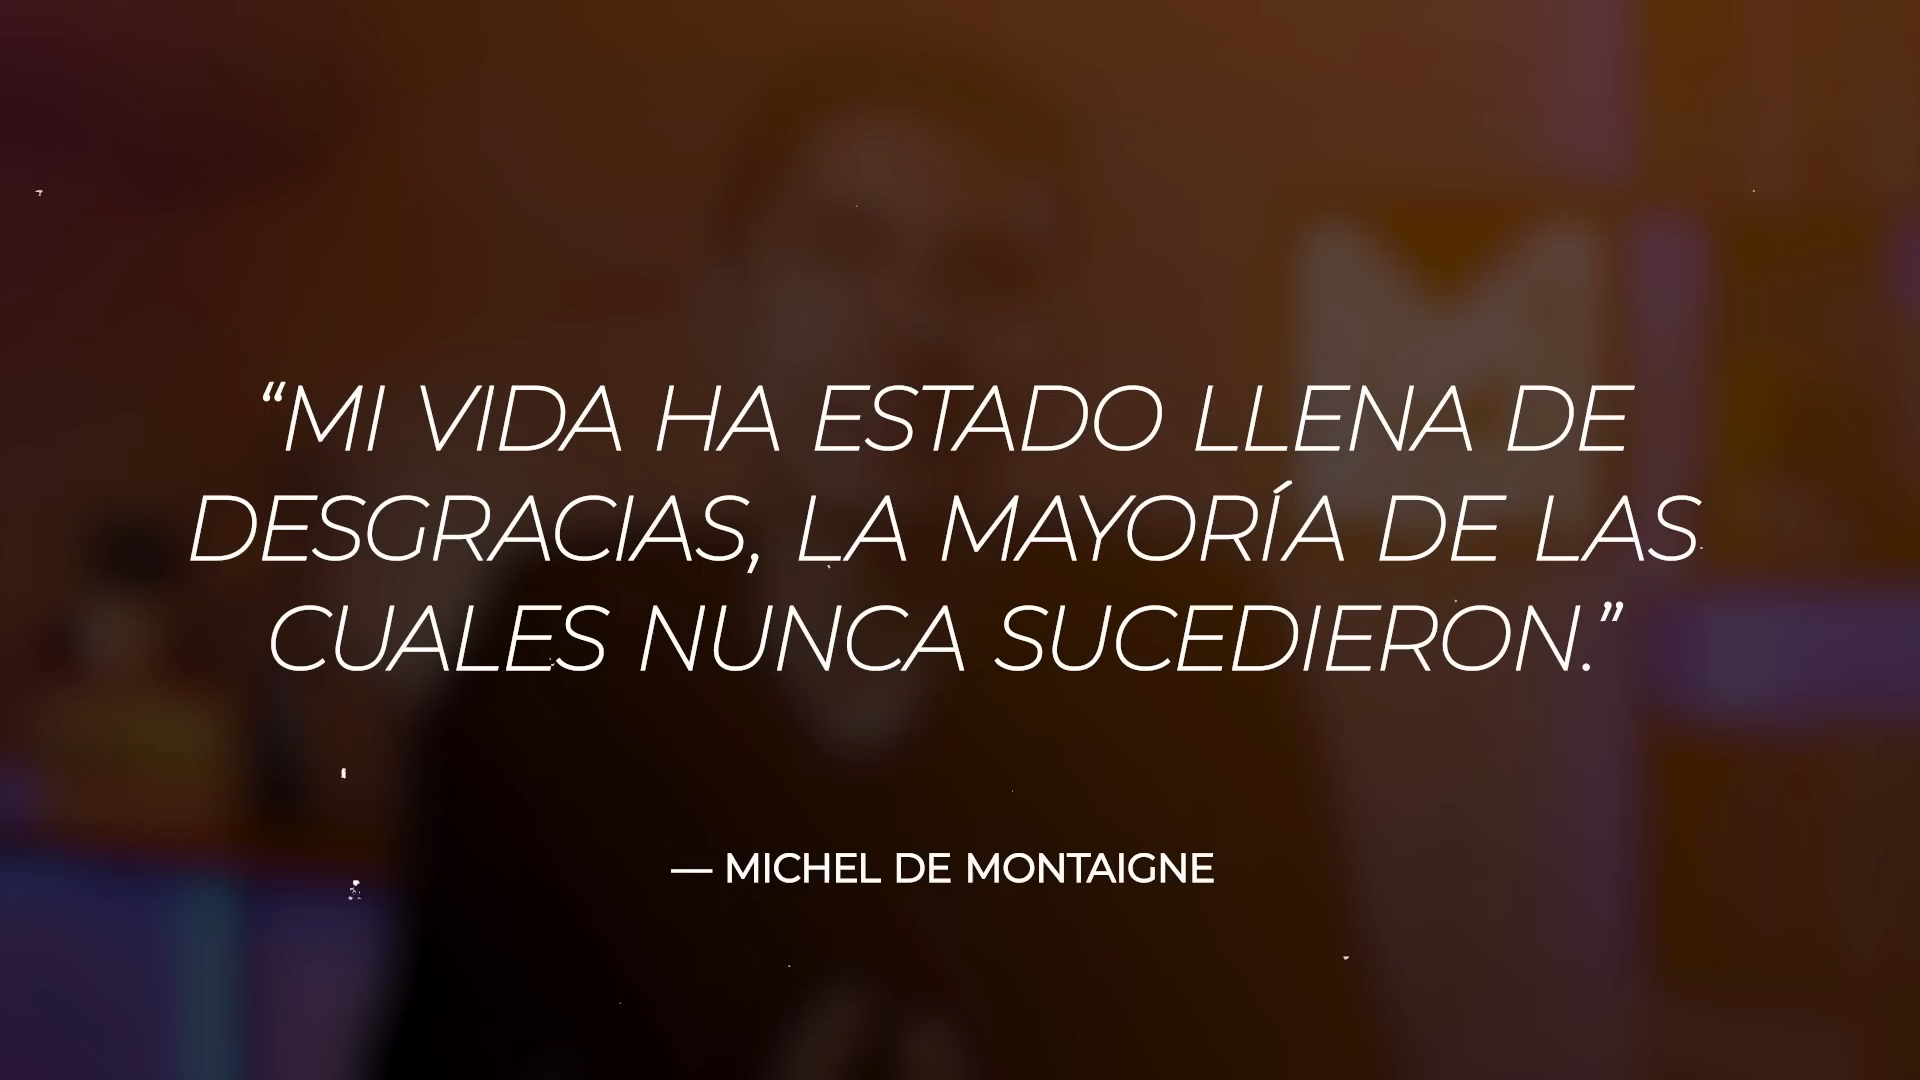 “MI VIDA HA ESTADO LLENA DE
DESGRACIAS, LA MAYORÍA DE LAS
CUALES NUNCA SUCEDIERON.”
— MICHEL DE MONTAIGNE